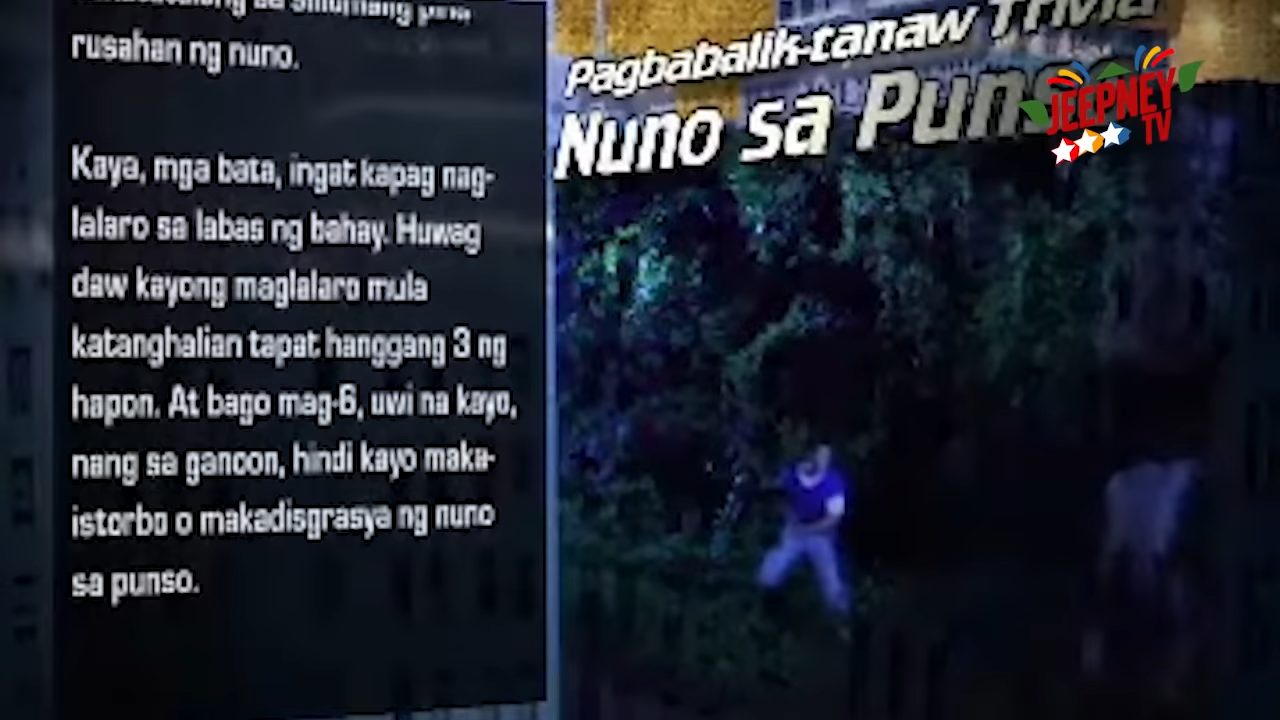 rusahan ng nuno.
Kaya, mga bata, ingat kapag nag-
lalaro sa labas ng bahay. Huwag
daw kayong maglalaro mula
katanghalian tapat hanggang 3 ng
hapon. At bago mag-6, uwi na kayo,
nang sa ganoon, hindi kayo maka-
istorbo o makadisgrasya ng nuno
sa punso.
Pagbabalik-tanaw Trivia
Nuno sa Punso
JEEPNEY
TV